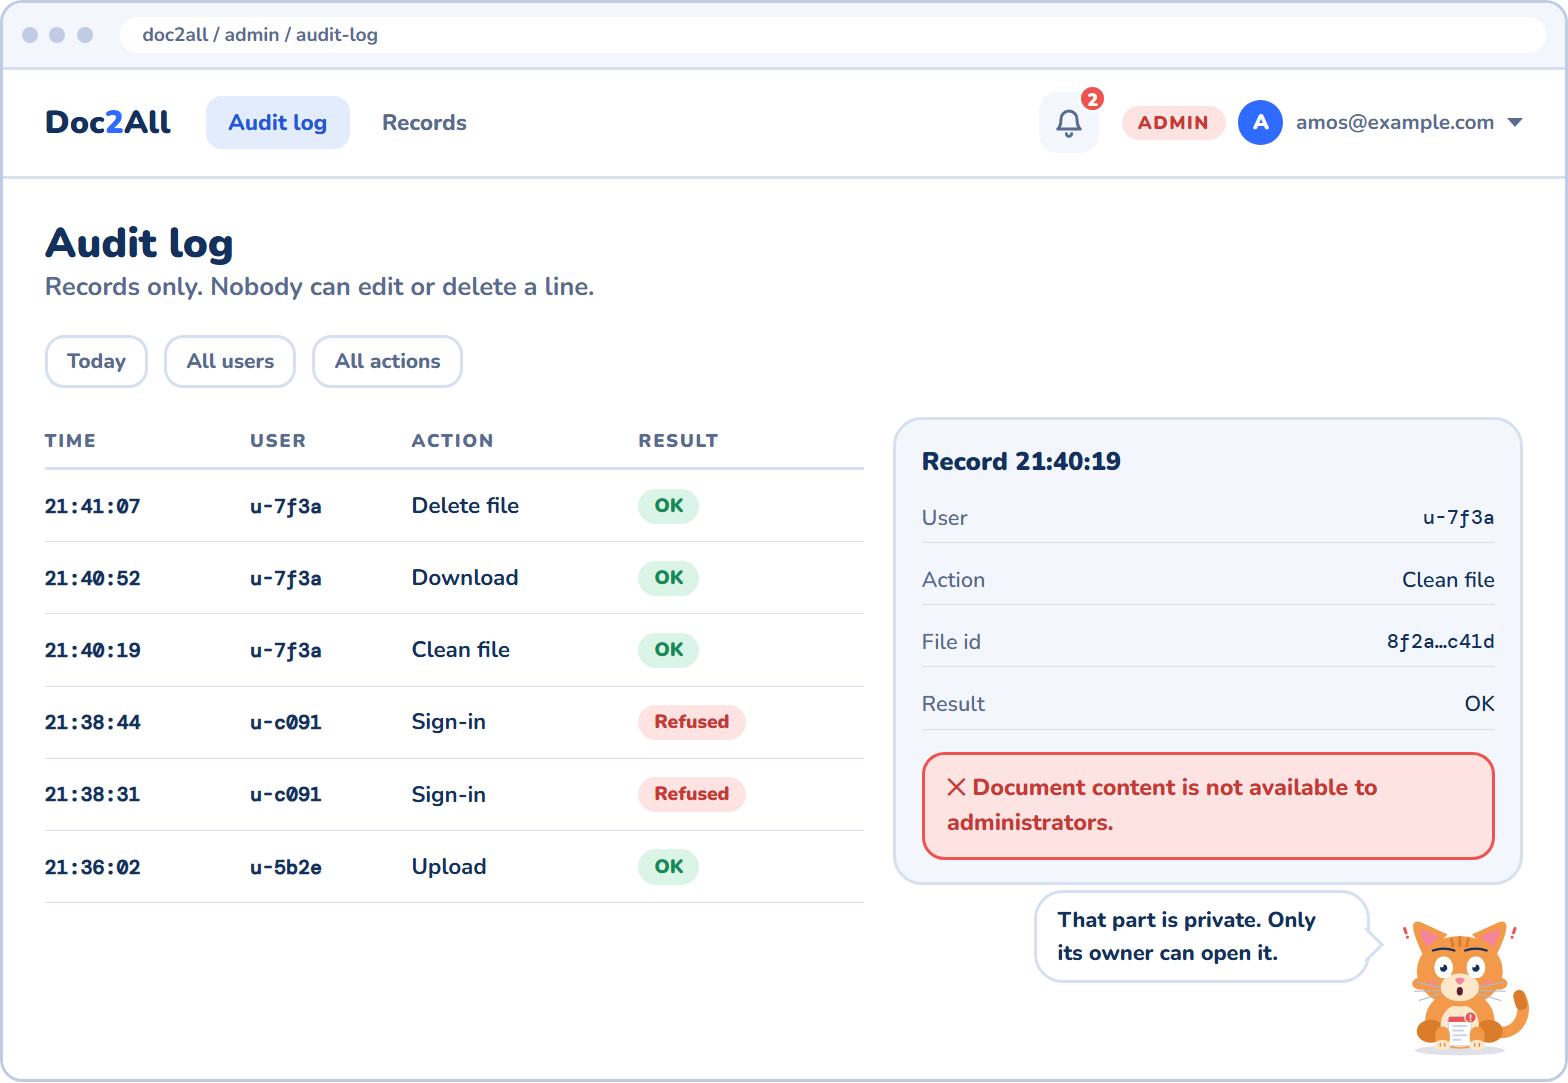 doc2all / admin / audit-log
Doc2All
Audit log
Records
2
ADMIN
A
amos@example.com
Audit log
Records only. Nobody can edit or delete a line.
Today
All users
All actions
TIME USER ACTION RESULT
21:41:07 u-7f3a Delete file OK
21:40:52 u-7f3a Download OK
21:40:19 u-7f3a Clean file OK
21:38:44 u-c091 Sign-in Refused
21:38:31 u-c091 Sign-in Refused
21:36:02 u-5b2e Upload OK
Record 21:40:19
User u-7f3a
Action Clean file
File id 8f2a…c41d
Result OK
✕ Document content is not available to
administrators.
That part is private. Only
its owner can open it.